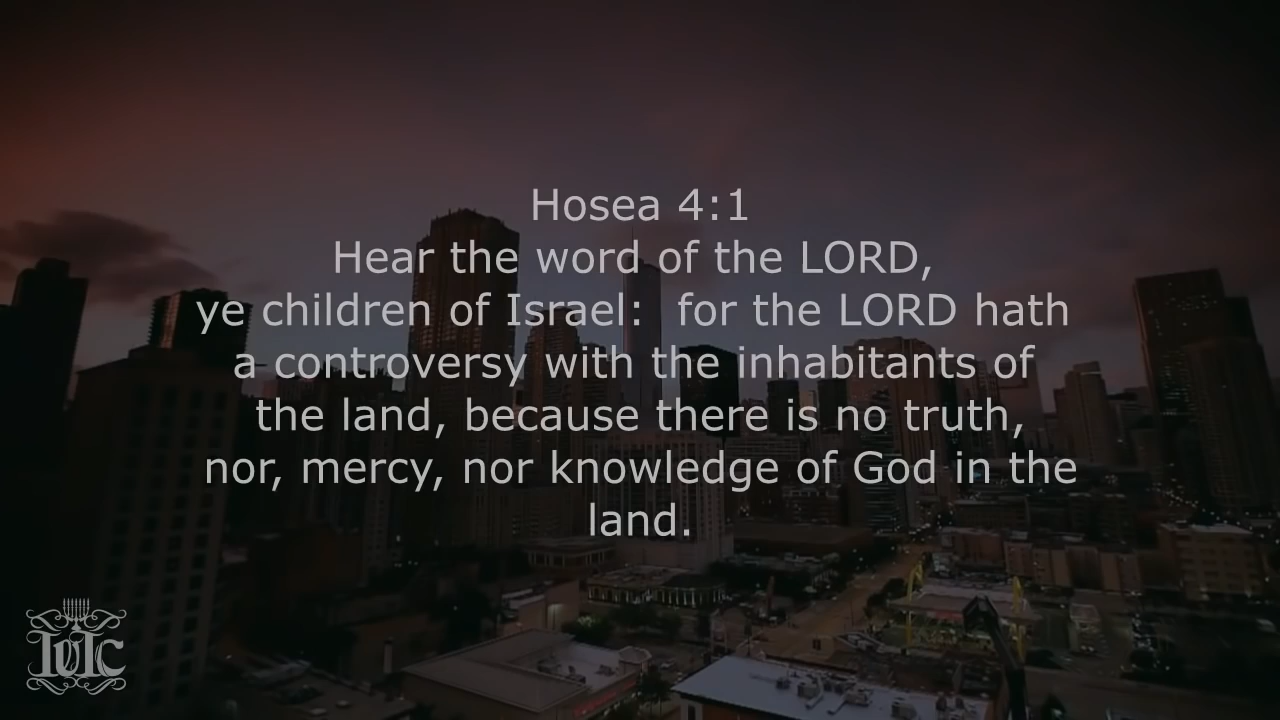 Hosea 4:1
Hear the word of the LORD,
ye children of Israel:  for the LORD hath
a controversy with the inhabitants of
the land, because there is no truth,
nor, mercy, nor knowledge of God in the
land.
IUIC